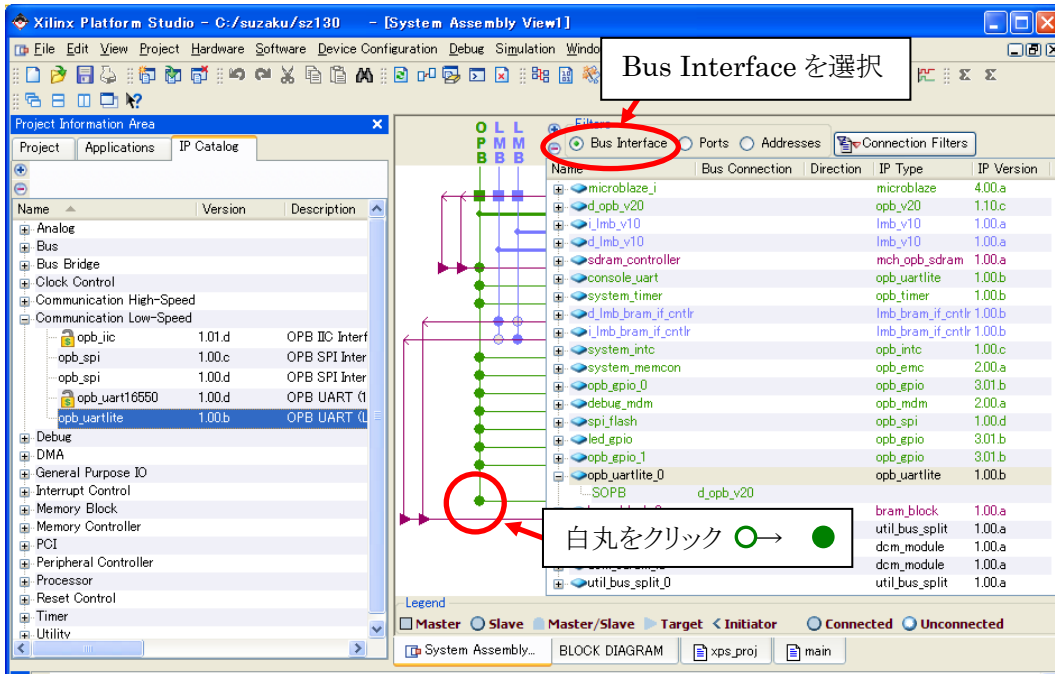 Xilinx Platform Studio - C:/suzaku/sz130 - [System Assembly View1]
File Edit View Project Hardware Software Device Configuration Debug Simulation Windo
Bus Interface を選択
Project Information Area
Project Applications IP Catalog
Name Version Description
Analog
Bus
Bus Bridge
Clock Control
Communication High-Speed
Communication Low-Speed
opb_iic 1.01.d OPB IIC Interf
opb_spi 1.00.c OPB SPI Inter
opb_spi 1.00.d OPB SPI Inter
opb_uart16550 1.00.d OPB UART (1
opb_uartlite 1.00.b OPB UART (L
Debug
DMA
General Purpose IO
Interrupt Control
Memory Block
Memory Controller
PCI
Peripheral Controller
Processor
Reset Control
Timer
Utility
OPB LMB LMB
Filters
Bus Interface Ports Addresses Connection Filters
Name Bus Connection Direction IP Type IP Version
microblaze_i microblaze 4.00.a
d_opb_v20 opb_v20 1.10.c
i_lmb_v10 lmb_v10 1.00.a
d_lmb_v10 lmb_v10 1.00.a
sdram_controller mch_opb_sdram 1.00.a
console_uart opb_uartlite 1.00.b
system_timer opb_timer 1.00.b
d_lmb_bram_if_cntlr lmb_bram_if_cntlr 1.00.b
i_lmb_bram_if_cntlr lmb_bram_if_cntlr 1.00.b
system_intc opb_intc 1.00.c
system_memcon opb_emc 2.00.a
opb_gpio_0 opb_gpio 3.01.b
debug_mdm opb_mdm 2.00.a
spi_flash opb_spi 1.00.d
led_gpio opb_gpio 3.01.b
opb_gpio_1 opb_gpio 3.01.b
opb_uartlite_0 opb_uartlite 1.00.b
SOPB d_opb_v20
bram_block 1.00.a
util_bus_split 1.00.a
dcm_module 1.00.a
dcm_module 1.00.a
util_bus_split_0 util_bus_split 1.00.a
白丸をクリック ○→ ●
Legend
Master Slave Master/Slave Target Initiator Connected Unconnected
System Assembly... BLOCK DIAGRAM xps_proj main